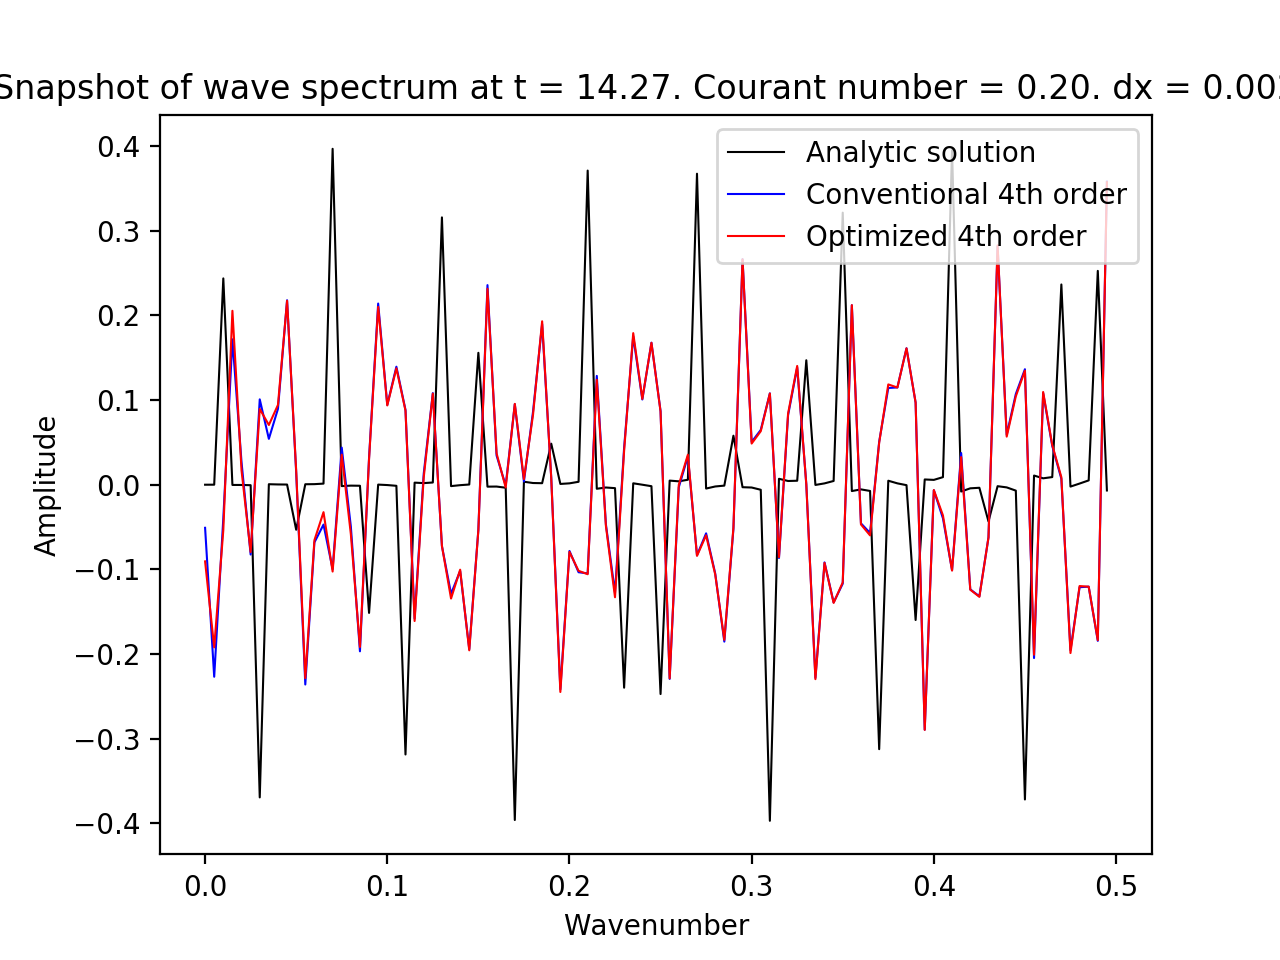 Snapshot of wave spectrum at t = 14.27. Courant number = 0.20. dx = 0.00
Analytic solution
Conventional 4th order
Optimized 4th order
Amplitude
0.4
0.3
0.2
0.1
0.0
−0.1
−0.2
−0.3
−0.4
0.0 0.1 0.2 0.3 0.4 0.5
Wavenumber